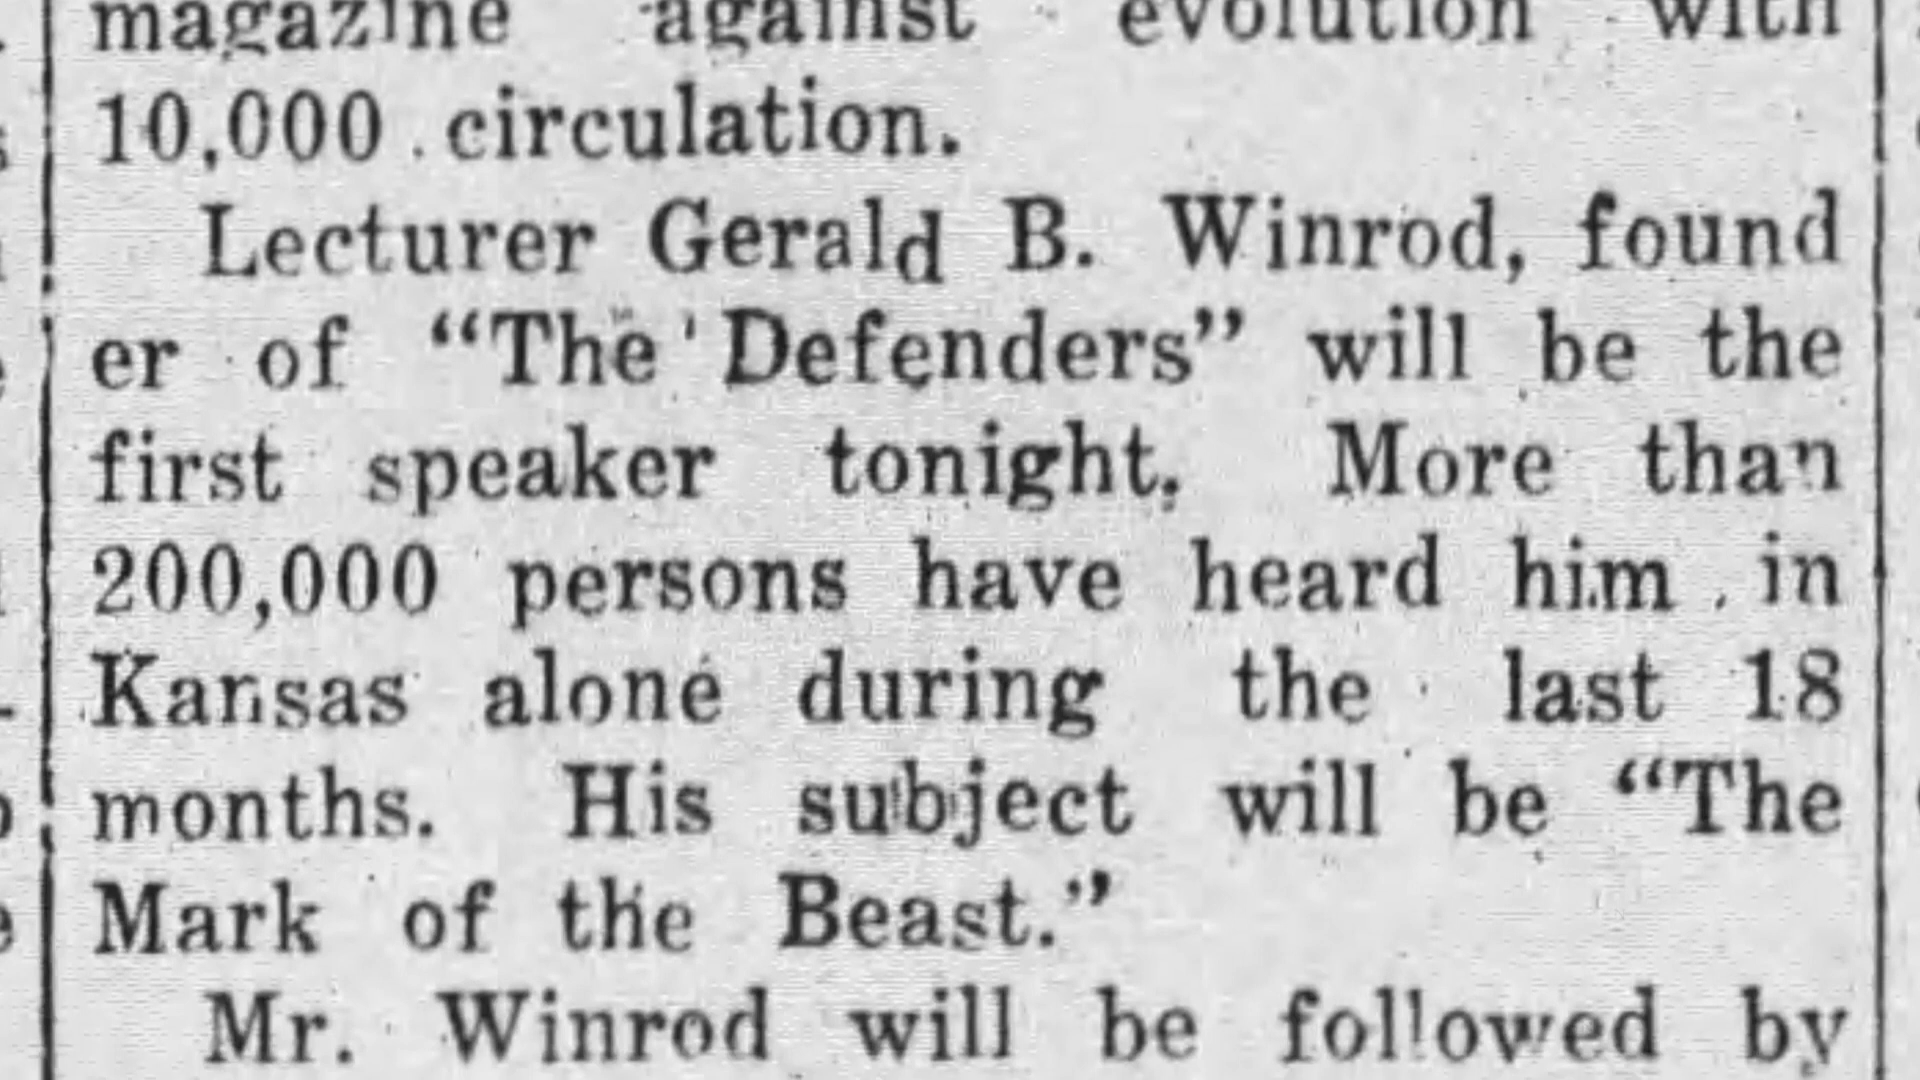 magazine against evolution with
10,000 circulation.
Lecturer Gerald B. Winrod, found
er of “The Defenders” will be the
first speaker tonight. More than
200,000 persons have heard him in
Kansas alone during the last 18
months. His subject will be “The
Mark of the Beast.”
Mr. Winrod will be followed by